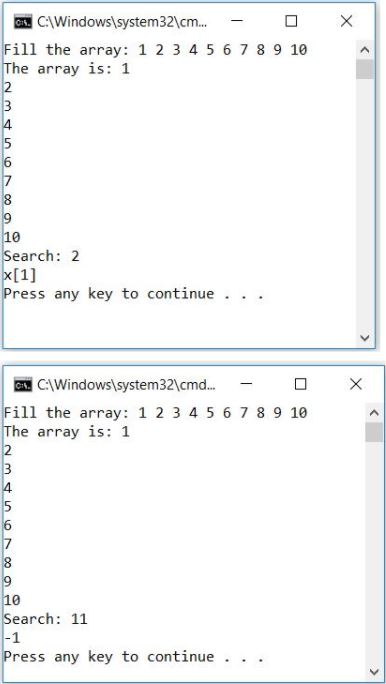 C:\Windows\system32\cm...
Fill the array: 1 2 3 4 5 6 7 8 9 10
The array is: 1
2
3
4
5
6
7
8
9
10
Search: 2
x[1]
Press any key to continue . . .
C:\Windows\system32\cmd...
Fill the array: 1 2 3 4 5 6 7 8 9 10
The array is: 1
2
3
4
5
6
7
8
9
10
Search: 11
-1
Press any key to continue . . .